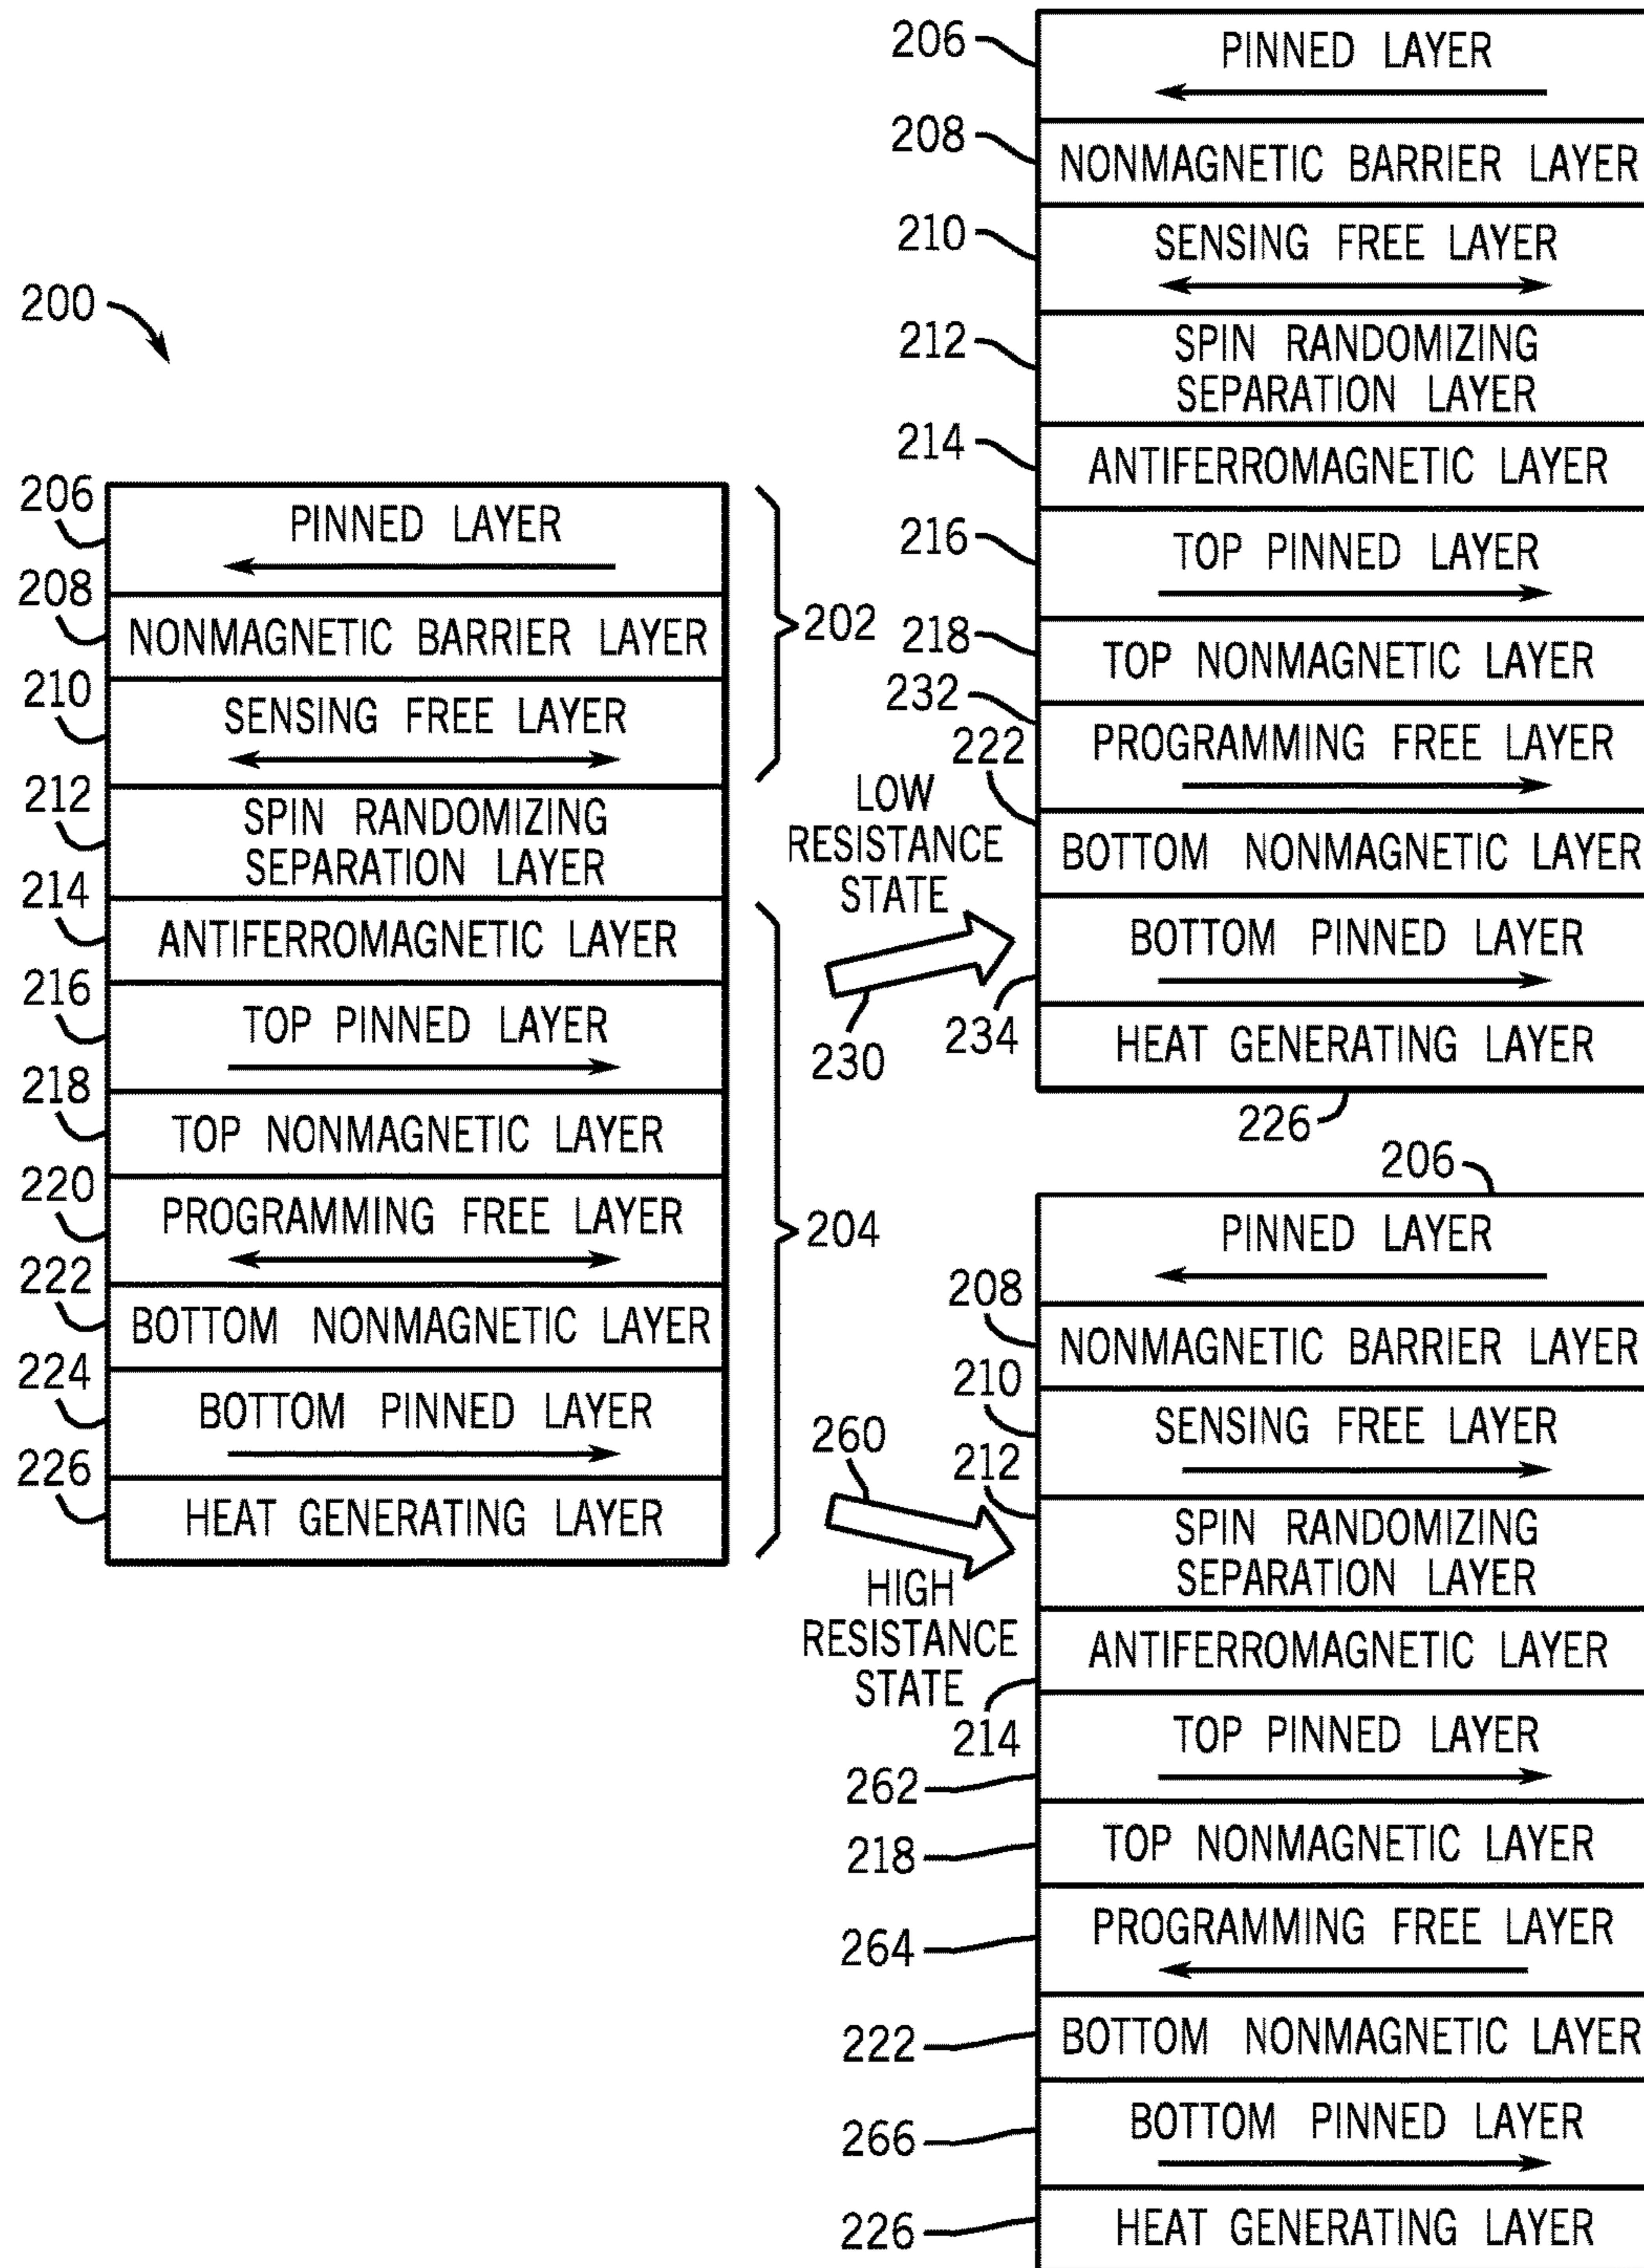 200
206
PINNED LAYER
208
NONMAGNETIC BARRIER LAYER
210
SENSING FREE LAYER
202
212
SPIN RANDOMIZING
SEPARATION LAYER
214
ANTIFERROMAGNETIC LAYER
216
TOP PINNED LAYER
218
TOP NONMAGNETIC LAYER
220
PROGRAMMING FREE LAYER
204
222
BOTTOM NONMAGNETIC LAYER
224
BOTTOM PINNED LAYER
226
HEAT GENERATING LAYER
LOW
RESISTANCE
STATE
230
206
PINNED LAYER
208
NONMAGNETIC BARRIER LAYER
210
SENSING FREE LAYER
212
SPIN RANDOMIZING
SEPARATION LAYER
214
ANTIFERROMAGNETIC LAYER
216
TOP PINNED LAYER
218
TOP NONMAGNETIC LAYER
232
PROGRAMMING FREE LAYER
222
BOTTOM NONMAGNETIC LAYER
234
BOTTOM PINNED LAYER
HEAT GENERATING LAYER
226
260
HIGH
RESISTANCE
STATE
206
PINNED LAYER
208
NONMAGNETIC BARRIER LAYER
210
SENSING FREE LAYER
212
SPIN RANDOMIZING
SEPARATION LAYER
ANTIFERROMAGNETIC LAYER
214
TOP PINNED LAYER
262
218
TOP NONMAGNETIC LAYER
264
PROGRAMMING FREE LAYER
222
BOTTOM NONMAGNETIC LAYER
266
BOTTOM PINNED LAYER
226
HEAT GENERATING LAYER